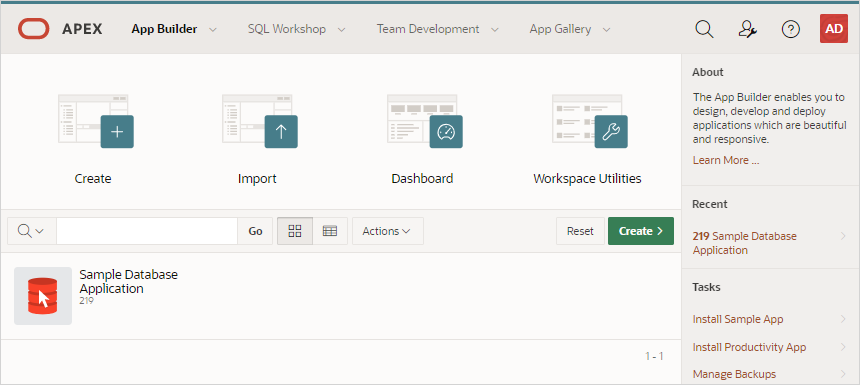 APEX App Builder SQL Workshop Team Development App Gallery AD
Create Import Dashboard Workspace Utilities
Go Actions Reset Create
Sample Database
Application
219
1 - 1
About
The App Builder enables you to
design, develop and deploy
applications which are beautiful
and responsive.
Learn More ...
Recent
219 Sample Database
Application
Tasks
Install Sample App
Install Productivity App
Manage Backups